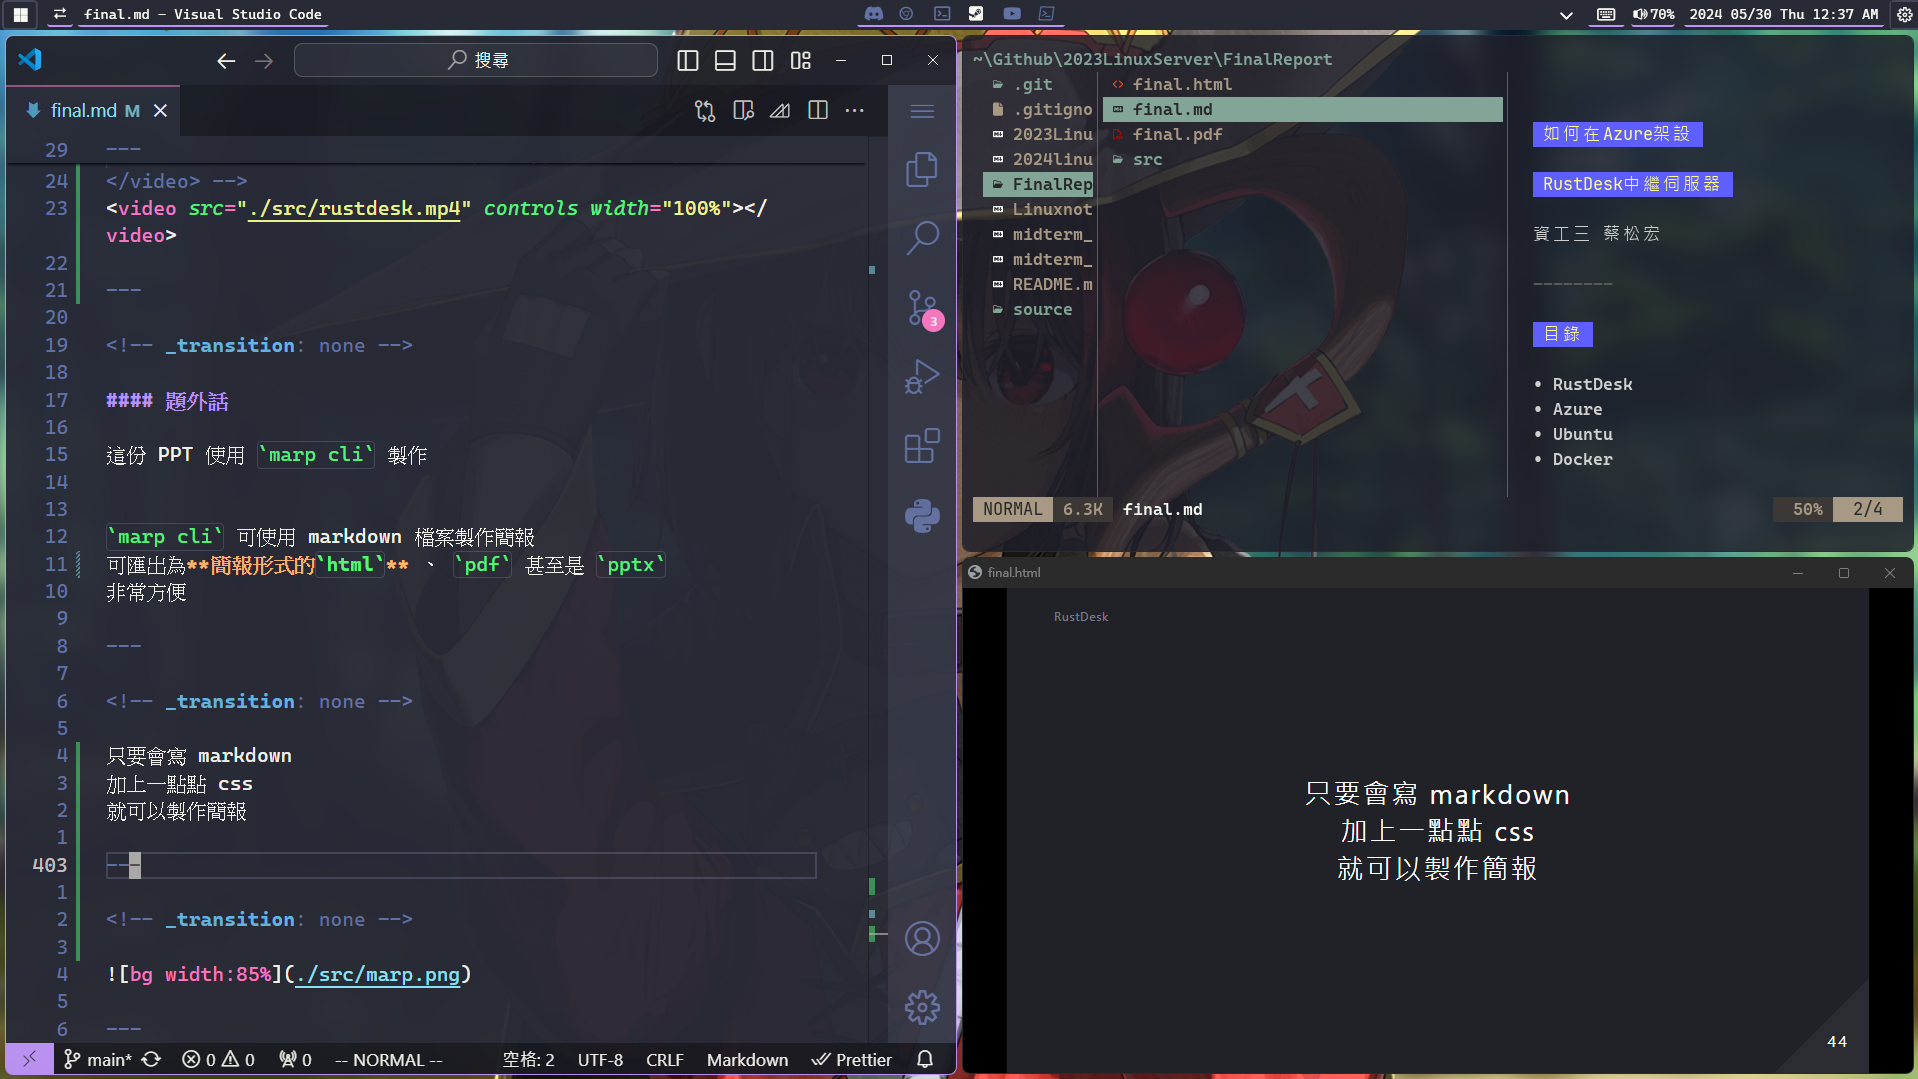 final.md - Visual Studio Code
70%
2024 05/30 Thu 12:37 AM
搜尋
final.md M
29 ---
24 </video> -->
23 <video src="./src/rustdesk.mp4" controls width="100%"></
video>
22
21 ---
20
19 <!-- _transition: none -->
18
17 #### 題外話
16
15 這份 PPT 使用 `marp cli` 製作
14
13
12 `marp cli` 可使用 markdown 檔案製作簡報
11 可匯出為**簡報形式的`html`** 、 `pdf` 甚至是 `pptx`
10 非常方便
9
8 ---
7
6 <!-- _transition: none -->
5
4 只要會寫 markdown
3 加上一點點 css
2 就可以製作簡報
1
403 ---
1
2 <!-- _transition: none -->
3
4 ![bg width:85%](./src/marp.png)
5
6 ---
3
main* 0 0 0 -- NORMAL -- 空格: 2 UTF-8 CRLF Markdown Prettier
~\Github\2023LinuxServer\FinalReport
.git
.gitigno
2023Linu
2024linu
FinalRep
Linuxnot
midterm_
midterm_
README.m
source
final.html
final.md
final.pdf
src
如何在Azure架設
RustDesk中繼伺服器
資工三 蔡松宏
--------
目錄
• RustDesk
• Azure
• Ubuntu
• Docker
NORMAL 6.3K final.md 50% 2/4
final.html
RustDesk
只要會寫 markdown
加上一點點 css
就可以製作簡報
44